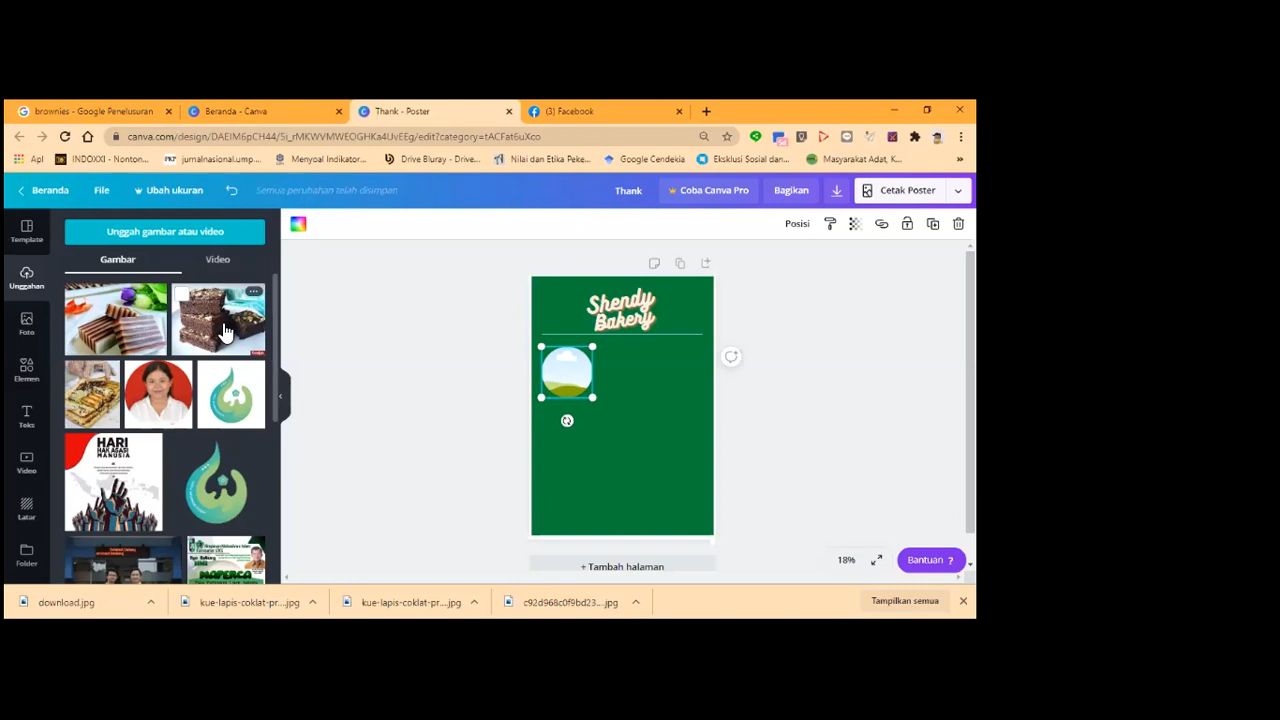 brownies - Google Penelusuran
Beranda - Canva
Thank - Poster
(3) Facebook
canva.com/design/DAEIM6pCH44/5i_rMKWVMWEOGHKa4UvEEg/edit?category=tACFat6uXco
Apl
INDOXXI - Nonton...
jurnalnasional.ump....
Menyoal Indikator...
Drive Bluray - Drive...
Nilai dan Etika Peke...
Google Cendekia
Eksklusi Sosial dan...
Masyarakat Adat, K...
»
Beranda
File
Ubah ukuran
Semua perubahan telah disimpan
Thank
Coba Canva Pro
Bagikan
Cetak Poster
Template
Unggahan
Foto
Elemen
Teks
Video
Latar
Folder
Unggah gambar atau video
Gambar
Video
HARI
HAK ASASI
MANUSIA
MAPERCA
Posisi
Shendy
Bakery
+ Tambah halaman
18%
Bantuan ?
download.jpg
kue-lapis-coklat-pr....jpg
kue-lapis-coklat-pr....jpg
c92d968c0f9bd23....jpg
Tampilkan semua